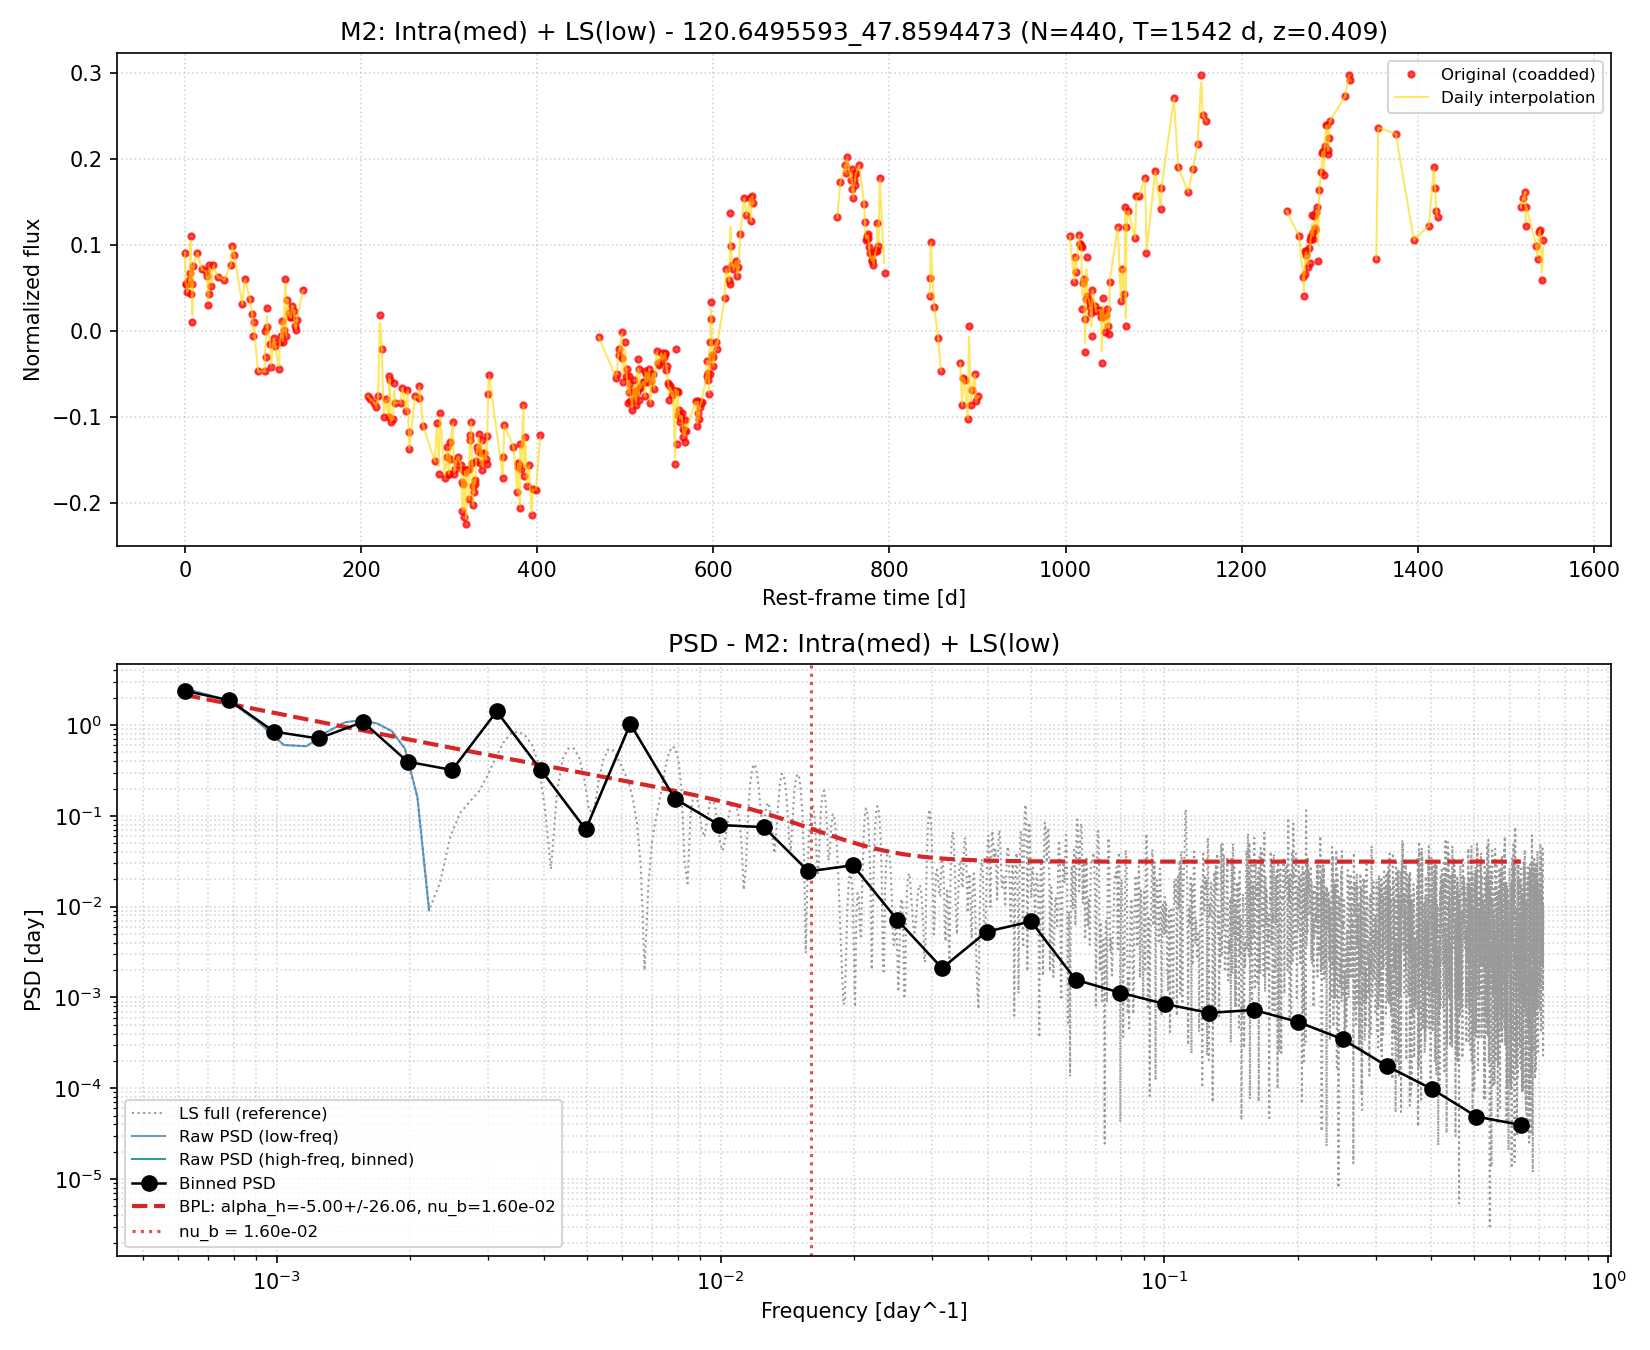 M2: Intra(med) + LS(low) - 120.6495593_47.8594473 (N=440, T=1542 d, z=0.409)
Normalized flux
0.3
0.2
0.1
0.0
−0.1
−0.2
Original (coadded)
Daily interpolation
0 200 400 600 800 1000 1200 1400 1600
Rest-frame time [d]
PSD - M2: Intra(med) + LS(low)
PSD [day]
10⁰
10⁻¹
10⁻²
10⁻³
10⁻⁴
10⁻⁵
LS full (reference)
Raw PSD (low-freq)
Raw PSD (high-freq, binned)
Binned PSD
BPL: alpha_h=-5.00+/-26.06, nu_b=1.60e-02
nu_b = 1.60e-02
10⁻³ 10⁻² 10⁻¹ 10⁰
Frequency [day^-1]